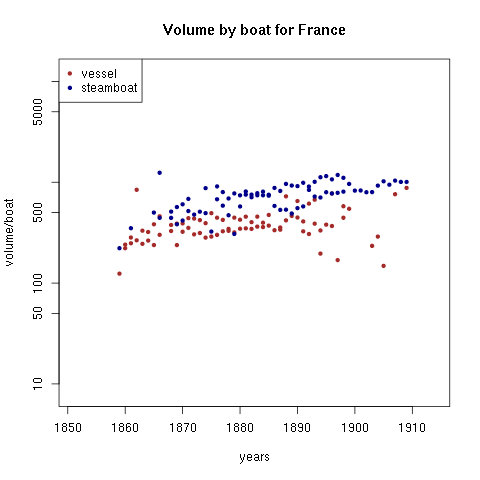 Volume by boat for France
vessel
steamboat
5000
500
100
50
10
volume/boat
1850 1860 1870 1880 1890 1900 1910
years